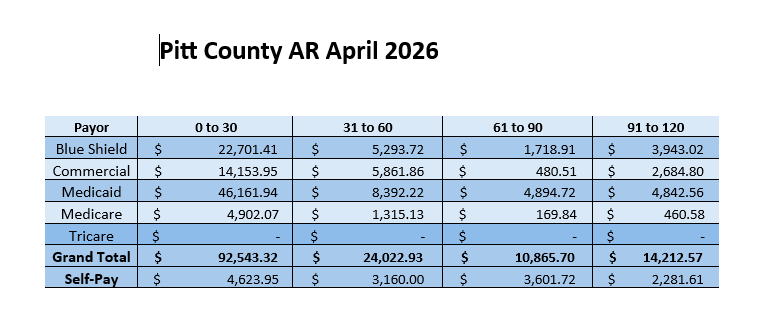 Pitt County AR April 2026
Payor 0 to 30 31 to 60 61 to 90 91 to 120
Blue Shield $ 22,701.41 $ 5,293.72 $ 1,718.91 $ 3,943.02
Commercial $ 14,153.95 $ 5,861.86 $ 480.51 $ 2,684.80
Medicaid $ 46,161.94 $ 8,392.22 $ 4,894.72 $ 4,842.56
Medicare $ 4,902.07 $ 1,315.13 $ 169.84 $ 460.58
Tricare $ - $ - $ - $ -
Grand Total $ 92,543.32 $ 24,022.93 $ 10,865.70 $ 14,212.57
Self-Pay $ 4,623.95 $ 3,160.00 $ 3,601.72 $ 2,281.61